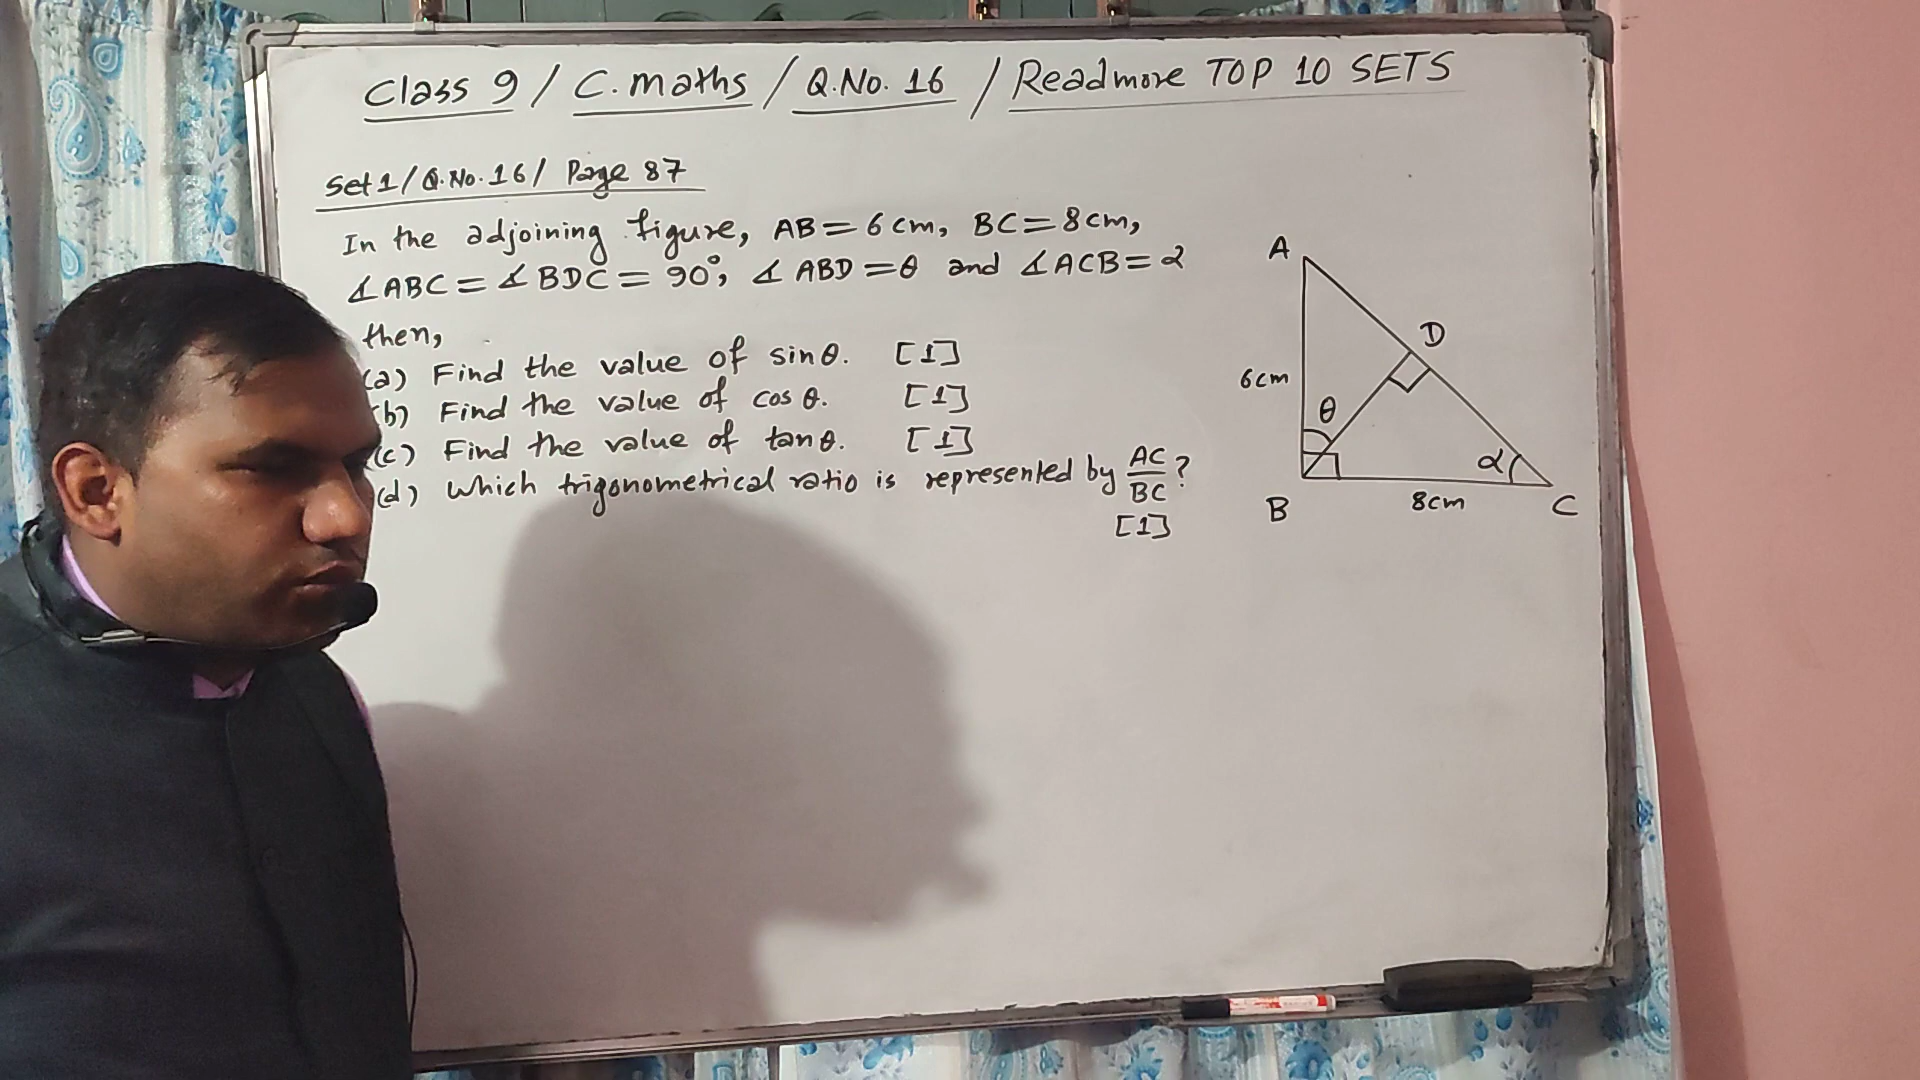 Class 9 / C. maths / Q.No. 16 / Readmore TOP 10 SETS
Set 1 / Q.No. 16 / Page 87
In the adjoining figure, AB = 6 cm, BC = 8 cm,
∡ABC = ∡BDC = 90°, ∡ABD = θ and ∡ACB = α
then,
(a) Find the value of sin θ. [1]
(b) Find the value of cos θ. [1]
(c) Find the value of tan θ. [1]
(d) Which trigonometrical ratio is represented by AC/BC ?
[1]
A
D
6cm
θ
α
B
8cm
C